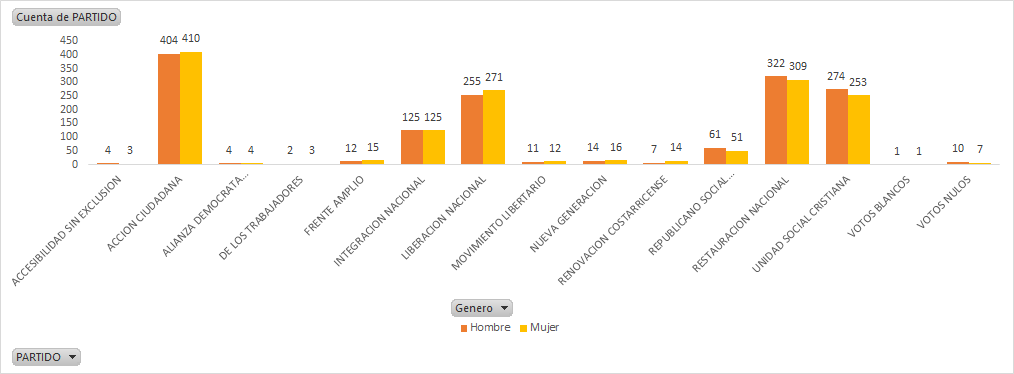 Cuenta de PARTIDO
450
400
350
300
250
200
150
100
50
0
4 3
404 410
4 4
2 3
12 15
125 125
255 271
11 12
14 16
7 14
61 51
322 309
274 253
1 1
10 7
ACCESIBILIDAD SIN EXCLUSION
ACCION CIUDADANA
ALIANZA DEMOCRATA...
DE LOS TRABAJADORES
FRENTE AMPLIO
INTEGRACION NACIONAL
LIBERACION NACIONAL
MOVIMIENTO LIBERTARIO
NUEVA GENERACION
RENOVACION COSTARRICENSE
REPUBLICANO SOCIAL...
RESTAURACION NACIONAL
UNIDAD SOCIAL CRISTIANA
VOTOS BLANCOS
VOTOS NULOS
Genero
Hombre Mujer
PARTIDO